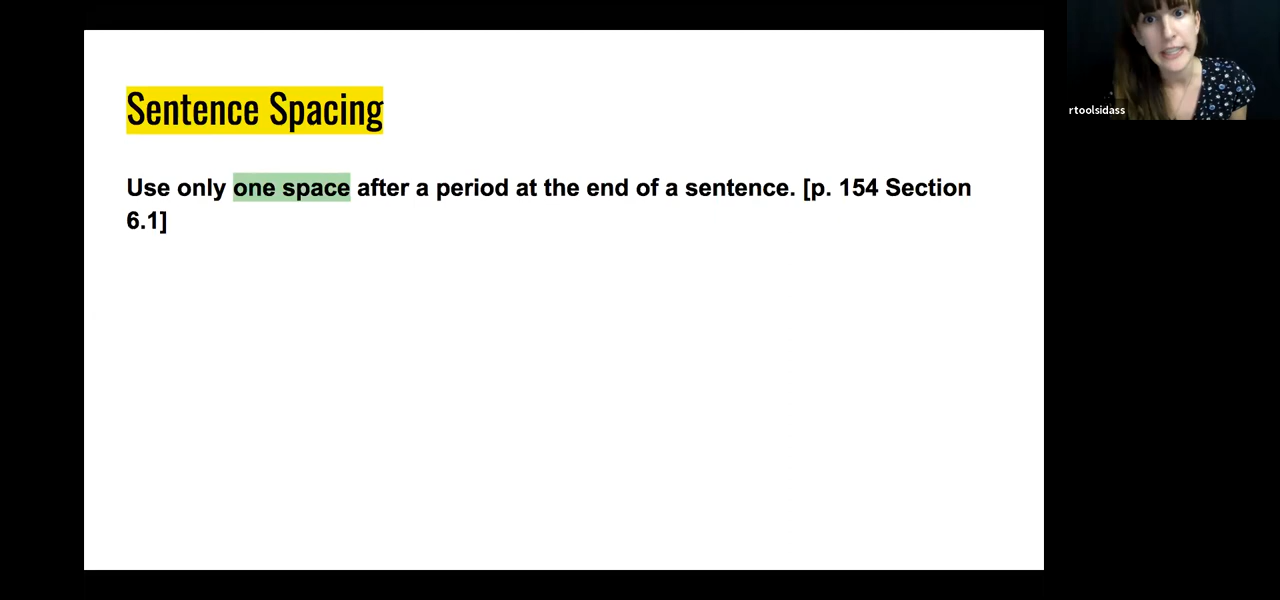 Sentence Spacing
Use only one space after a period at the end of a sentence. [p. 154 Section
6.1]
rtoolsidass